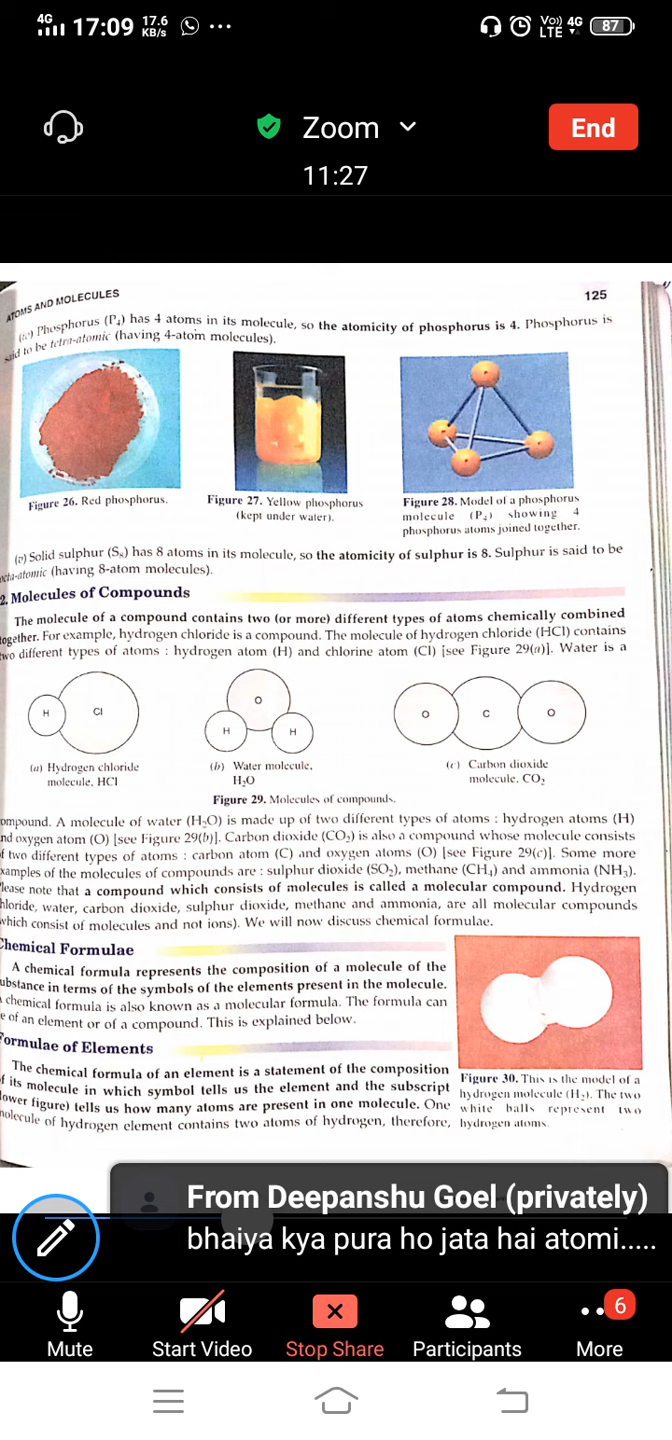 4G 17:09 17.6 KB/s ... Vo) LTE 4G 87
Zoom End
11:27
ATOMS AND MOLECULES 125
(iv) Phosphorus (P₄) has 4 atoms in its molecule, so the atomicity of phosphorus is 4. Phosphorus is
said to be tetra-atomic (having 4-atom molecules).
Figure 26. Red phosphorus.
Figure 27. Yellow phosphorus
(kept under water).
Figure 28. Model of a phosphorus
molecule (P₄) showing 4
phosphorus atoms joined together.
(v) Solid sulphur (S₈) has 8 atoms in its molecule, so the atomicity of sulphur is 8. Sulphur is said to be
octa-atomic (having 8-atom molecules).
2. Molecules of Compounds
The molecule of a compound contains two (or more) different types of atoms chemically combined
together. For example, hydrogen chloride is a compound. The molecule of hydrogen chloride (HCl) contains
two different types of atoms : hydrogen atom (H) and chlorine atom (Cl) [see Figure 29(a)]. Water is a
H Cl
O
H H
O C O
(a) Hydrogen chloride
molecule, HCl
(b) Water molecule,
H₂O
(c) Carbon dioxide
molecule, CO₂
Figure 29. Molecules of compounds.
ompound. A molecule of water (H₂O) is made up of two different types of atoms : hydrogen atoms (H)
nd oxygen atom (O) [see Figure 29(b)]. Carbon dioxide (CO₂) is also a compound whose molecule consists
f two different types of atoms : carbon atom (C) and oxygen atoms (O) [see Figure 29(c)]. Some more
xamples of the molecules of compounds are : sulphur dioxide (SO₂), methane (CH₄) and ammonia (NH₃).
lease note that a compound which consists of molecules is called a molecular compound. Hydrogen
hloride, water, carbon dioxide, sulphur dioxide, methane and ammonia, are all molecular compounds
which consist of molecules and not ions). We will now discuss chemical formulae.
Chemical Formulae
A chemical formula represents the composition of a molecule of the
ubstance in terms of the symbols of the elements present in the molecule.
chemical formula is also known as a molecular formula. The formula can
e of an element or of a compound. This is explained below.
Formulae of Elements
The chemical formula of an element is a statement of the composition
f its molecule in which symbol tells us the element and the subscript
lower figure) tells us how many atoms are present in one molecule. One
molecule of hydrogen element contains two atoms of hydrogen, therefore,
Figure 30. This is the model of a
hydrogen molecule (H₂). The two
white balls represent two
hydrogen atoms.
From Deepanshu Goel (privately)
bhaiya kya pura ho jata hai atomi.....
6
Mute Start Video Stop Share Participants More